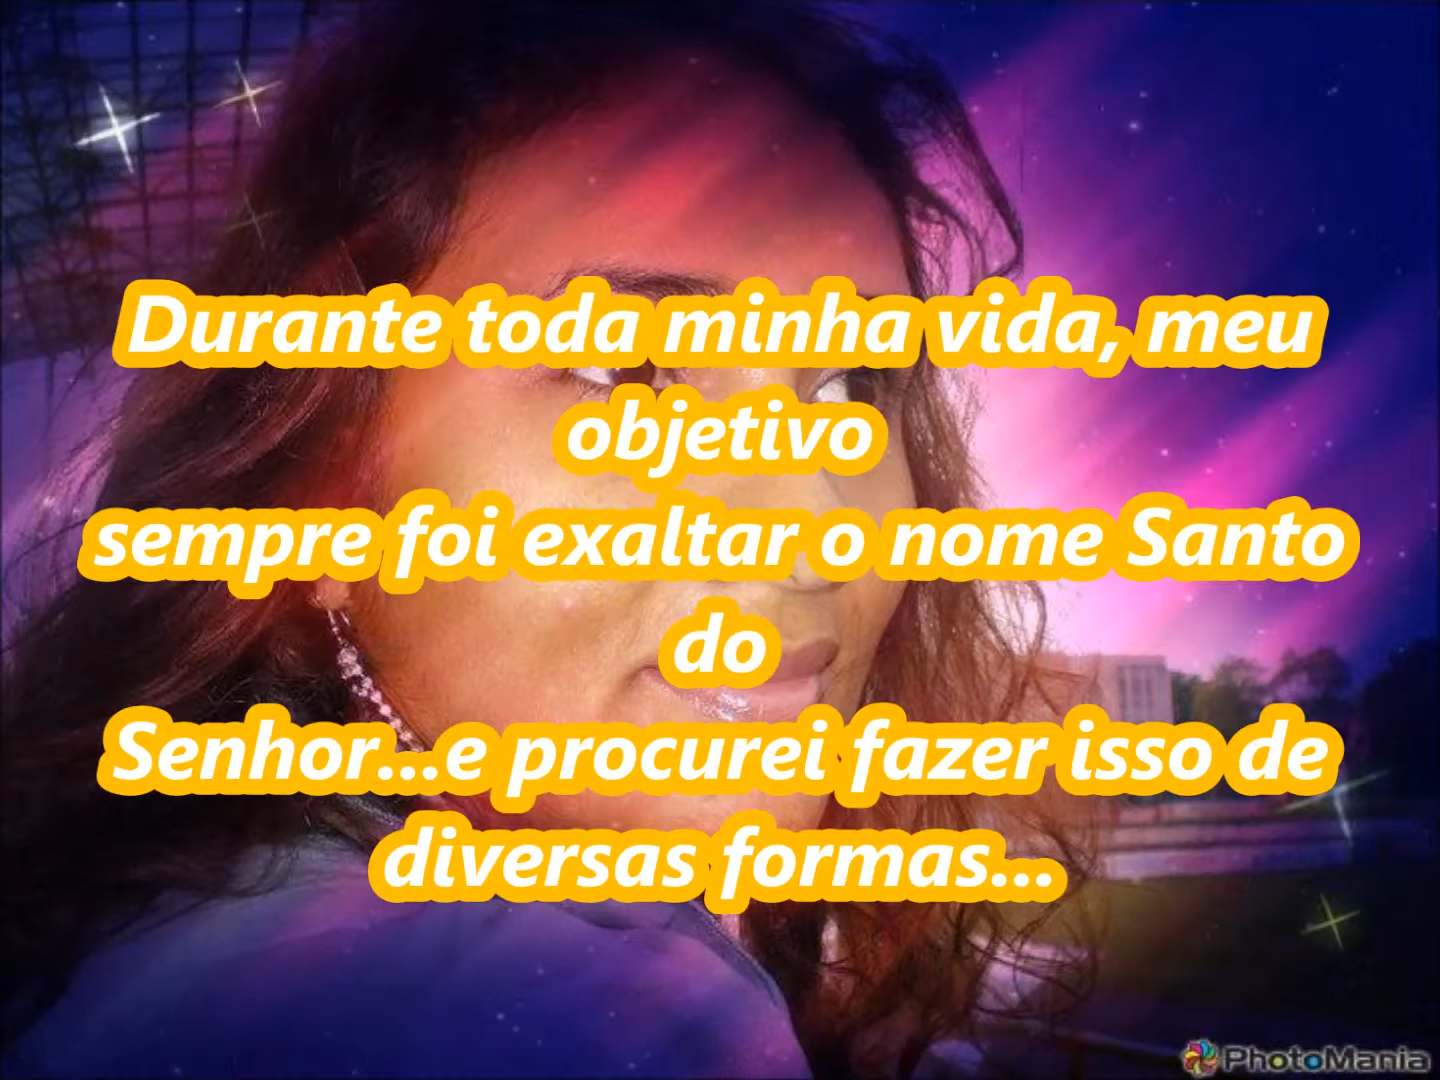 Durante toda minha vida, meu
objetivo
sempre foi exaltar o nome Santo
do
Senhor...e procurei fazer isso de
diversas formas...
PhotoMania